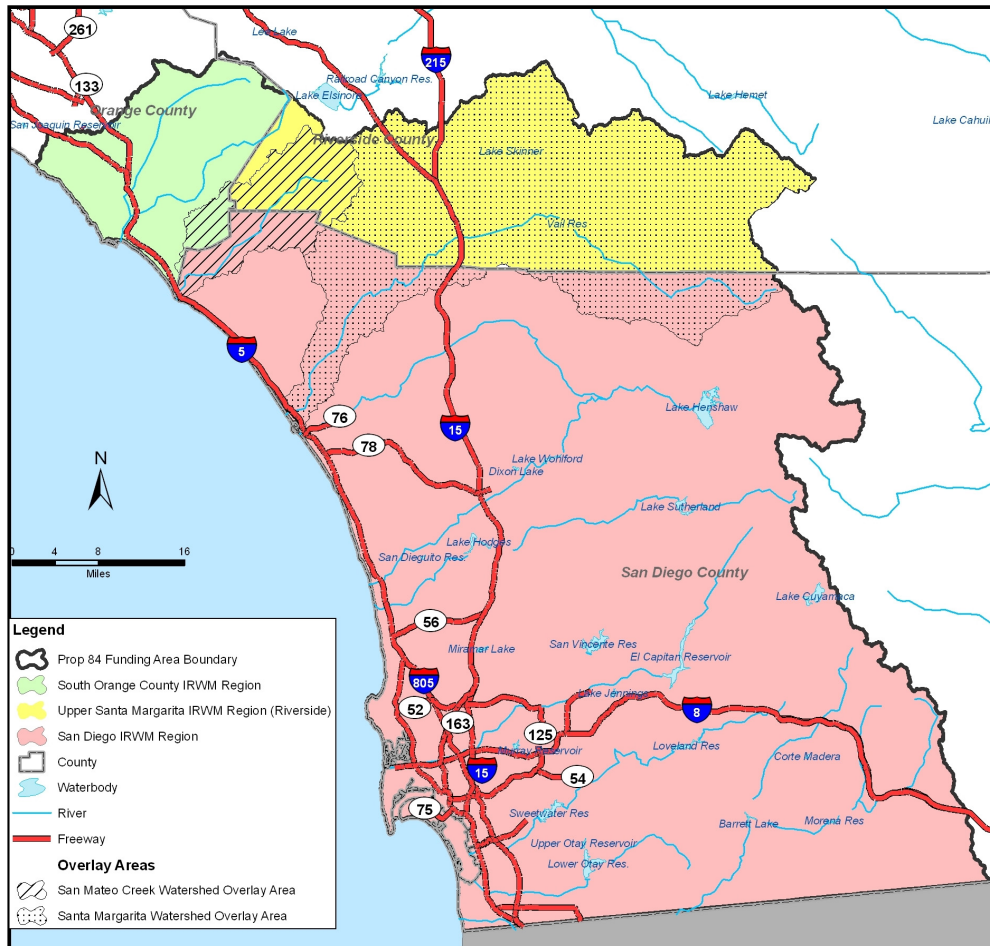 261
Lee Lake
215
133
Railroad Canyon Res.
Lake Elsinore
Lake Hemet
Orange County
San Joaquin Reservoir
Lake Cahuil
Riverside County
Lake Skinner
Vail Res
5
Lake Henshaw
76
15
78
Lake Wohlford
Dixon Lake
N
Lake Sutherland
0 4 8 16
Miles
Lake Hodges
San Dieguito Res.
San Diego County
Lake Cuyamaca
56
Miramar Lake
San Vincente Res
El Capitan Reservoir
805
Lake Jennings
52
163
8
125
Murray Reservoir
Loveland Res
Corte Madera
15
54
75
Sweetwater Res
Barrett Lake
Morena Res
Upper Otay Reservoir
Lower Otay Res.
Legend
Prop 84 Funding Area Boundary
South Orange County IRWM Region
Upper Santa Margarita IRWM Region (Riverside)
San Diego IRWM Region
County
Waterbody
River
Freeway
Overlay Areas
San Mateo Creek Watershed Overlay Area
Santa Margarita Watershed Overlay Area